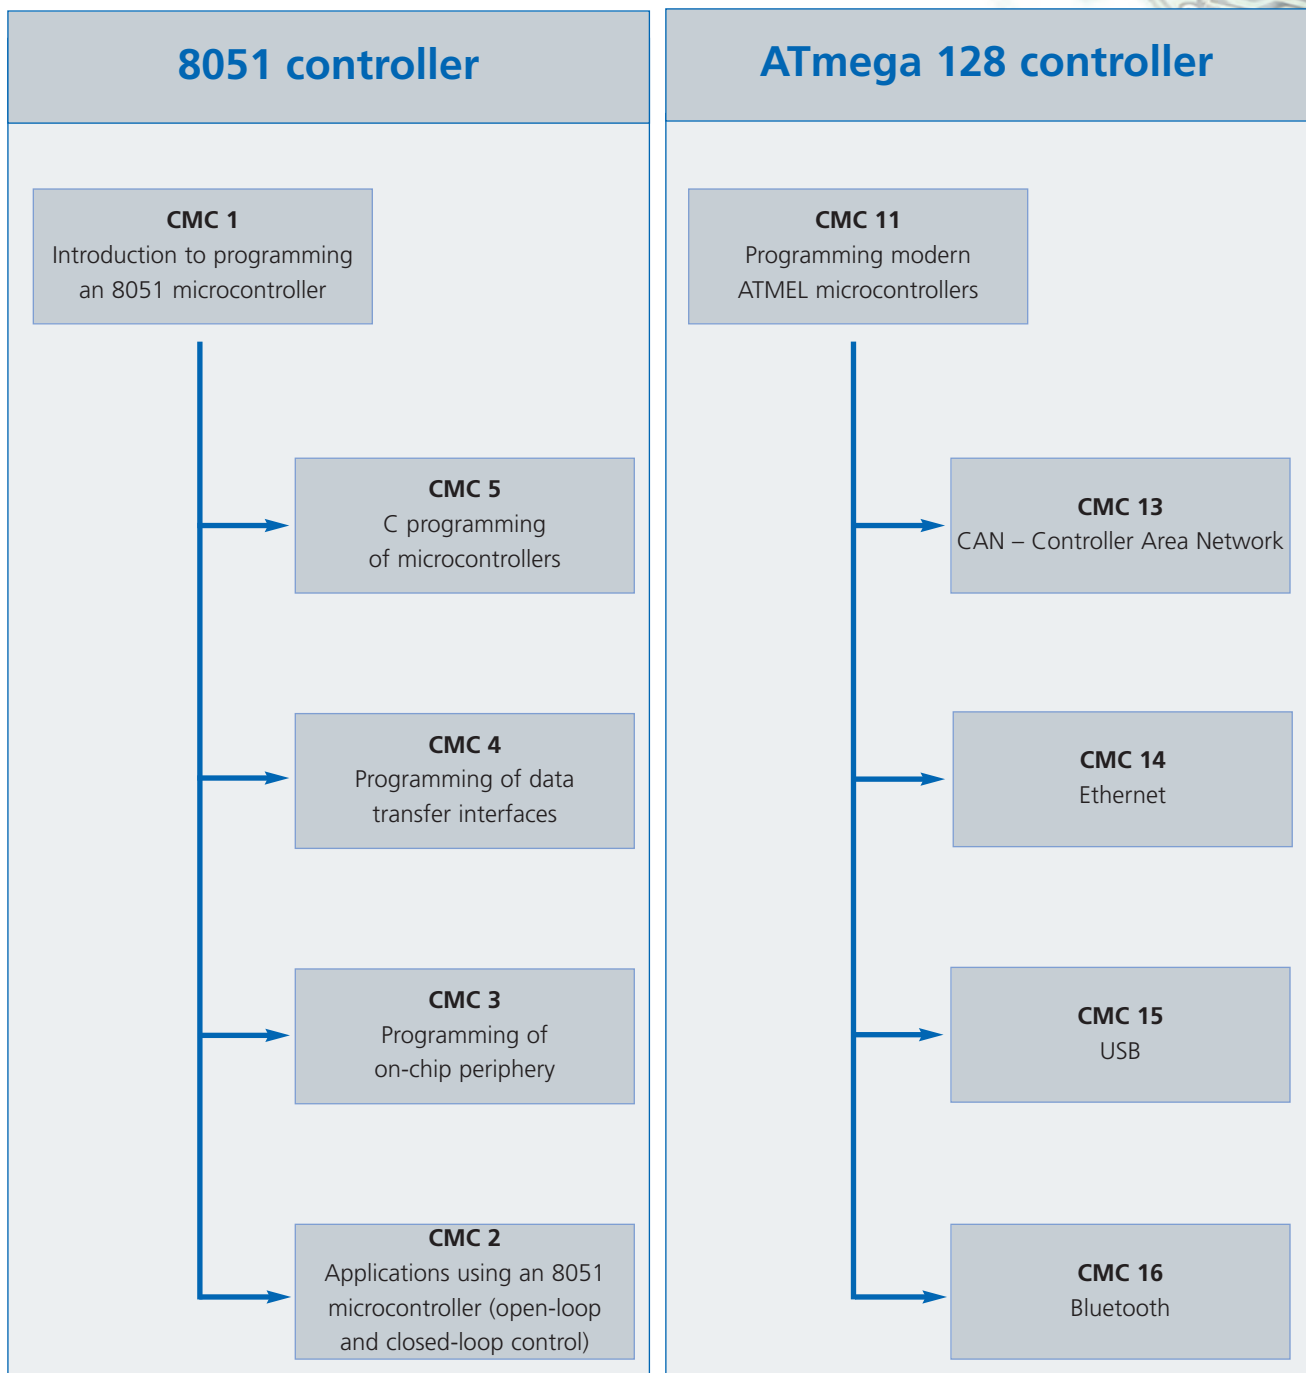 8051 controller
CMC 1
Introduction to programming
an 8051 microcontroller
CMC 5
C programming
of microcontrollers
CMC 4
Programming of data
transfer interfaces
CMC 3
Programming of
on-chip periphery
CMC 2
Applications using an 8051
microcontroller (open-loop
and closed-loop control)
ATmega 128 controller
CMC 11
Programming modern
ATMEL microcontrollers
CMC 13
CAN – Controller Area Network
CMC 14
Ethernet
CMC 15
USB
CMC 16
Bluetooth